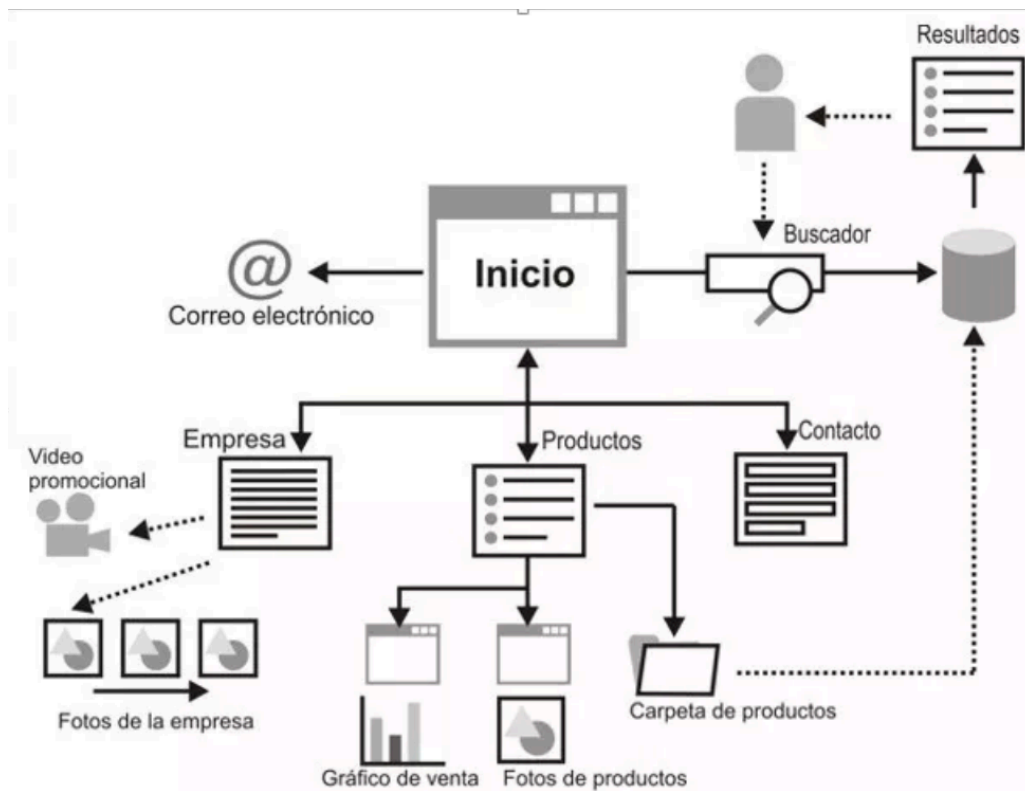 Resultados
Buscador
Inicio
@
Correo electrónico
Empresa
Productos
Contacto
Video
promocional
Fotos de la empresa
Carpeta de productos
Gráfico de venta
Fotos de productos